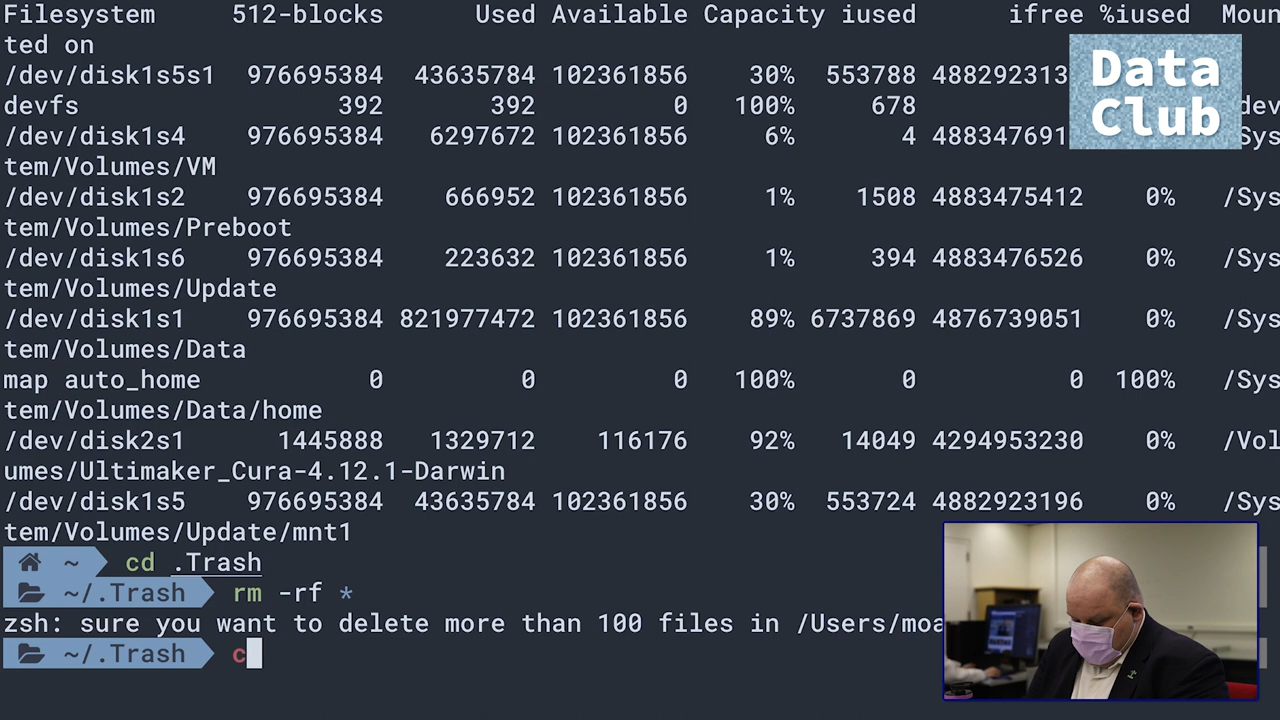 Filesystem 512-blocks Used Available Capacity iused ifree %iused Moun
ted on
/dev/disk1s5s1 976695384 43635784 102361856 30% 553788 488292313
devfs 392 392 0 100% 678 dev
/dev/disk1s4 976695384 6297672 102361856 6% 4 488347691 Sys
tem/Volumes/VM
/dev/disk1s2 976695384 666952 102361856 1% 1508 4883475412 0% /Sys
tem/Volumes/Preboot
/dev/disk1s6 976695384 223632 102361856 1% 394 4883476526 0% /Sys
tem/Volumes/Update
/dev/disk1s1 976695384 821977472 102361856 89% 6737869 4876739051 0% /Sys
tem/Volumes/Data
map auto_home 0 0 0 100% 0 0 100% /Sys
tem/Volumes/Data/home
/dev/disk2s1 1445888 1329712 116176 92% 14049 4294953230 0% /Vol
umes/Ultimaker_Cura-4.12.1-Darwin
/dev/disk1s5 976695384 43635784 102361856 30% 553724 4882923196 0% /Sys
tem/Volumes/Update/mnt1
~ cd .Trash
~/.Trash rm -rf *
zsh: sure you want to delete more than 100 files in /Users/moa
~/.Trash c
Data
Club